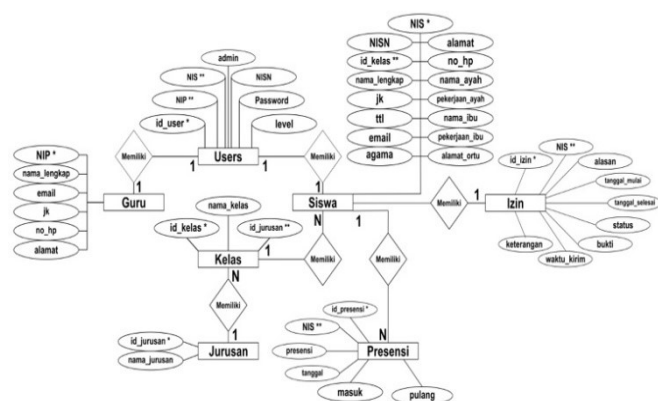 admin
NIS **
NISN
NIP **
Password
id_user *
level
Memiliki
1
Users
1
Memiliki
1
Guru
NIP *
nama_lengkap
email
jk
no_hp
alamat
1
Siswa
NIS *
NISN
alamat
id_kelas **
no_hp
nama_lengkap
nama_ayah
jk
pekerjaan_ayah
ttl
nama_ibu
email
pekerjaan_ibu
agama
alamat_ortu
1
Memiliki
1
Izin
id_izin *
NIS **
alasan
tanggal_mulai
tanggal_selesai
status
bukti
waktu_kirim
keterangan
N
Memiliki
1
Kelas
nama_kelas
id_kelas *
id_jurusan **
N
Memiliki
1
Jurusan
id_jurusan *
nama_jurusan
Memiliki
N
Presensi
id_presensi *
NIS **
presensi
tanggal
masuk
pulang